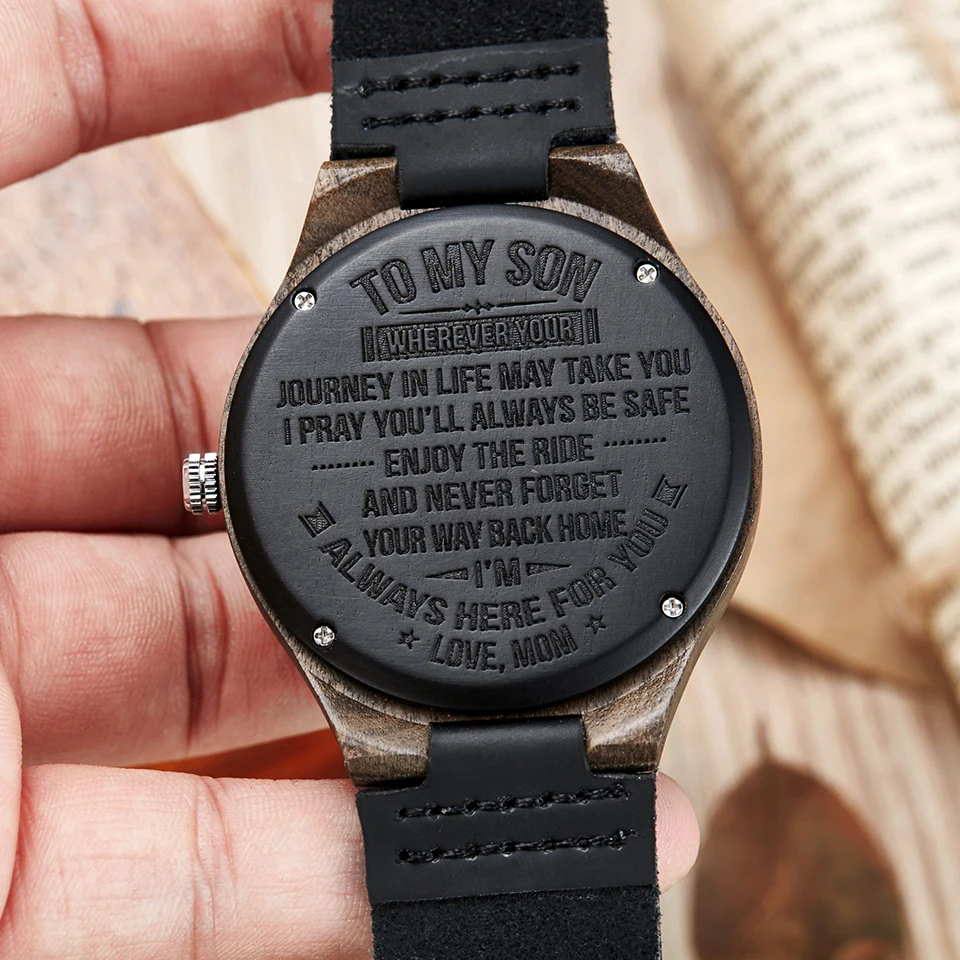 TO MY SON
WHEREVER YOUR
JOURNEY IN LIFE MAY TAKE YOU
I PRAY YOU'LL ALWAYS BE SAFE
ENJOY THE RIDE
AND NEVER FORGET
YOUR WAY BACK HOME
I'M
ALWAYS HERE FOR YOU
LOVE, MOM